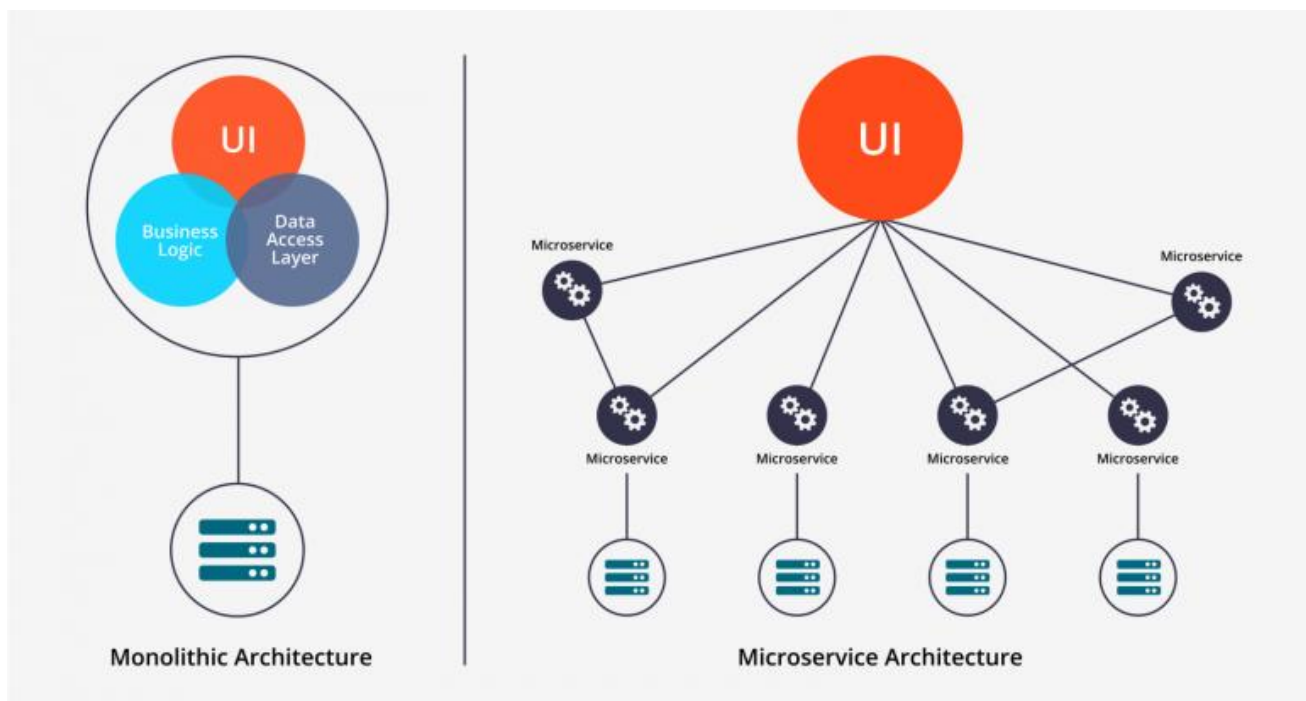 UI
Business
Logic
Data
Access
Layer
Monolithic Architecture
UI
Microservice
Microservice
Microservice
Microservice
Microservice
Microservice
Microservice Architecture